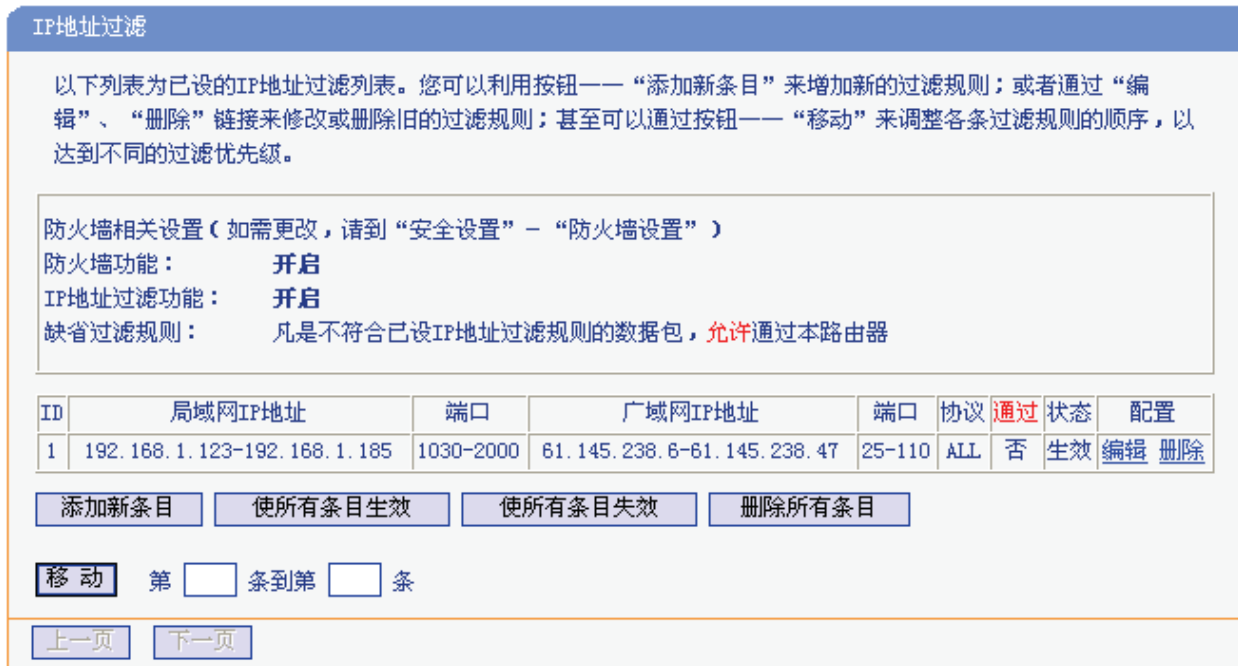 IP地址过滤
以下列表为已设的IP地址过滤列表。您可以利用按钮——“添加新条目”来增加新的过滤规则；或者通过“编
辑”、“删除”链接来修改或删除旧的过滤规则；甚至可以通过按钮——“移动”来调整各条过滤规则的顺序，以
达到不同的过滤优先级。
防火墙相关设置(如需更改，请到“安全设置”-“防火墙设置”)
防火墙功能： 开启
IP地址过滤功能： 开启
缺省过滤规则： 凡是不符合已设IP地址过滤规则的数据包，允许通过本路由器
ID 局域网IP地址 端口 广域网IP地址 端口 协议 通过 状态 配置
1 192.168.1.123-192.168.1.185 1030-2000 61.145.238.6-61.145.238.47 25-110 ALL 否 生效 编辑 删除
添加新条目 使所有条目生效 使所有条目失效 删除所有条目
移 动 第 条到第 条
上一页 下一页